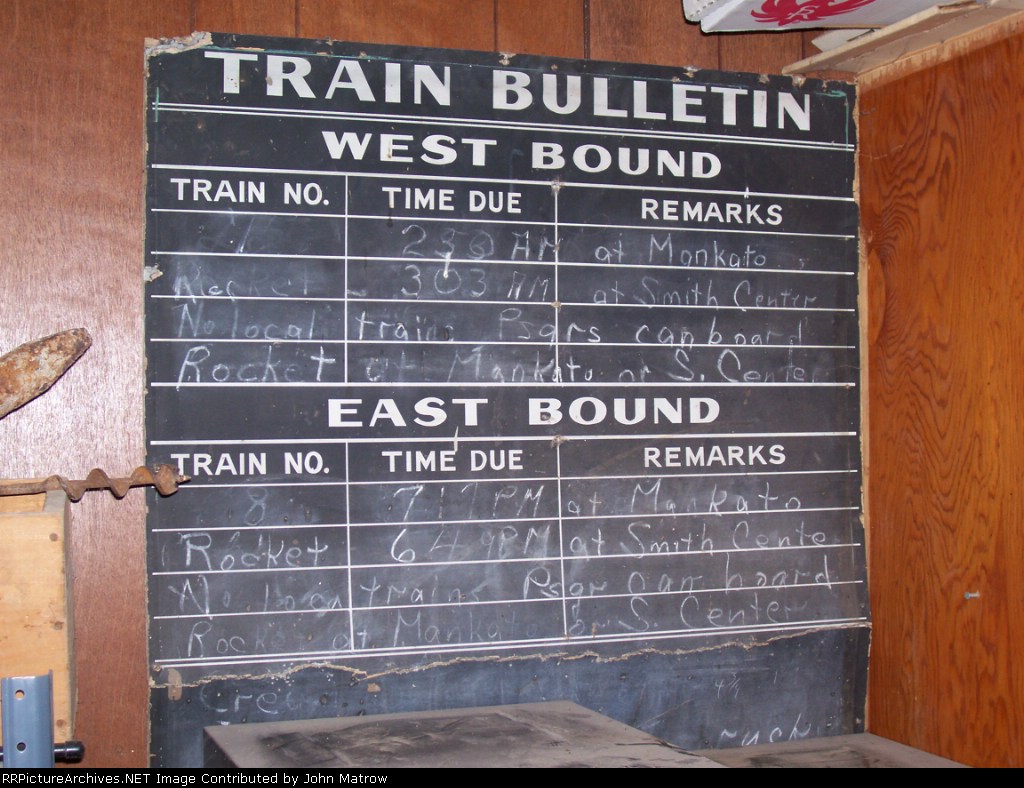 TRAIN BULLETIN
WEST BOUND
TRAIN NO. TIME DUE REMARKS
7 AM at Mankato
Rocket 303 AM at Smith Center
No local trains Psgrs can board
Rocket at Mankato or S. Center
EAST BOUND
TRAIN NO. TIME DUE REMARKS
8 717 PM at Mankato
Rocket 649 PM at Smith Cente
No local trains Psgr can board
Rocket at Mankato or S. Center
RRPictureArchives.NET Image Contributed by John Matrow